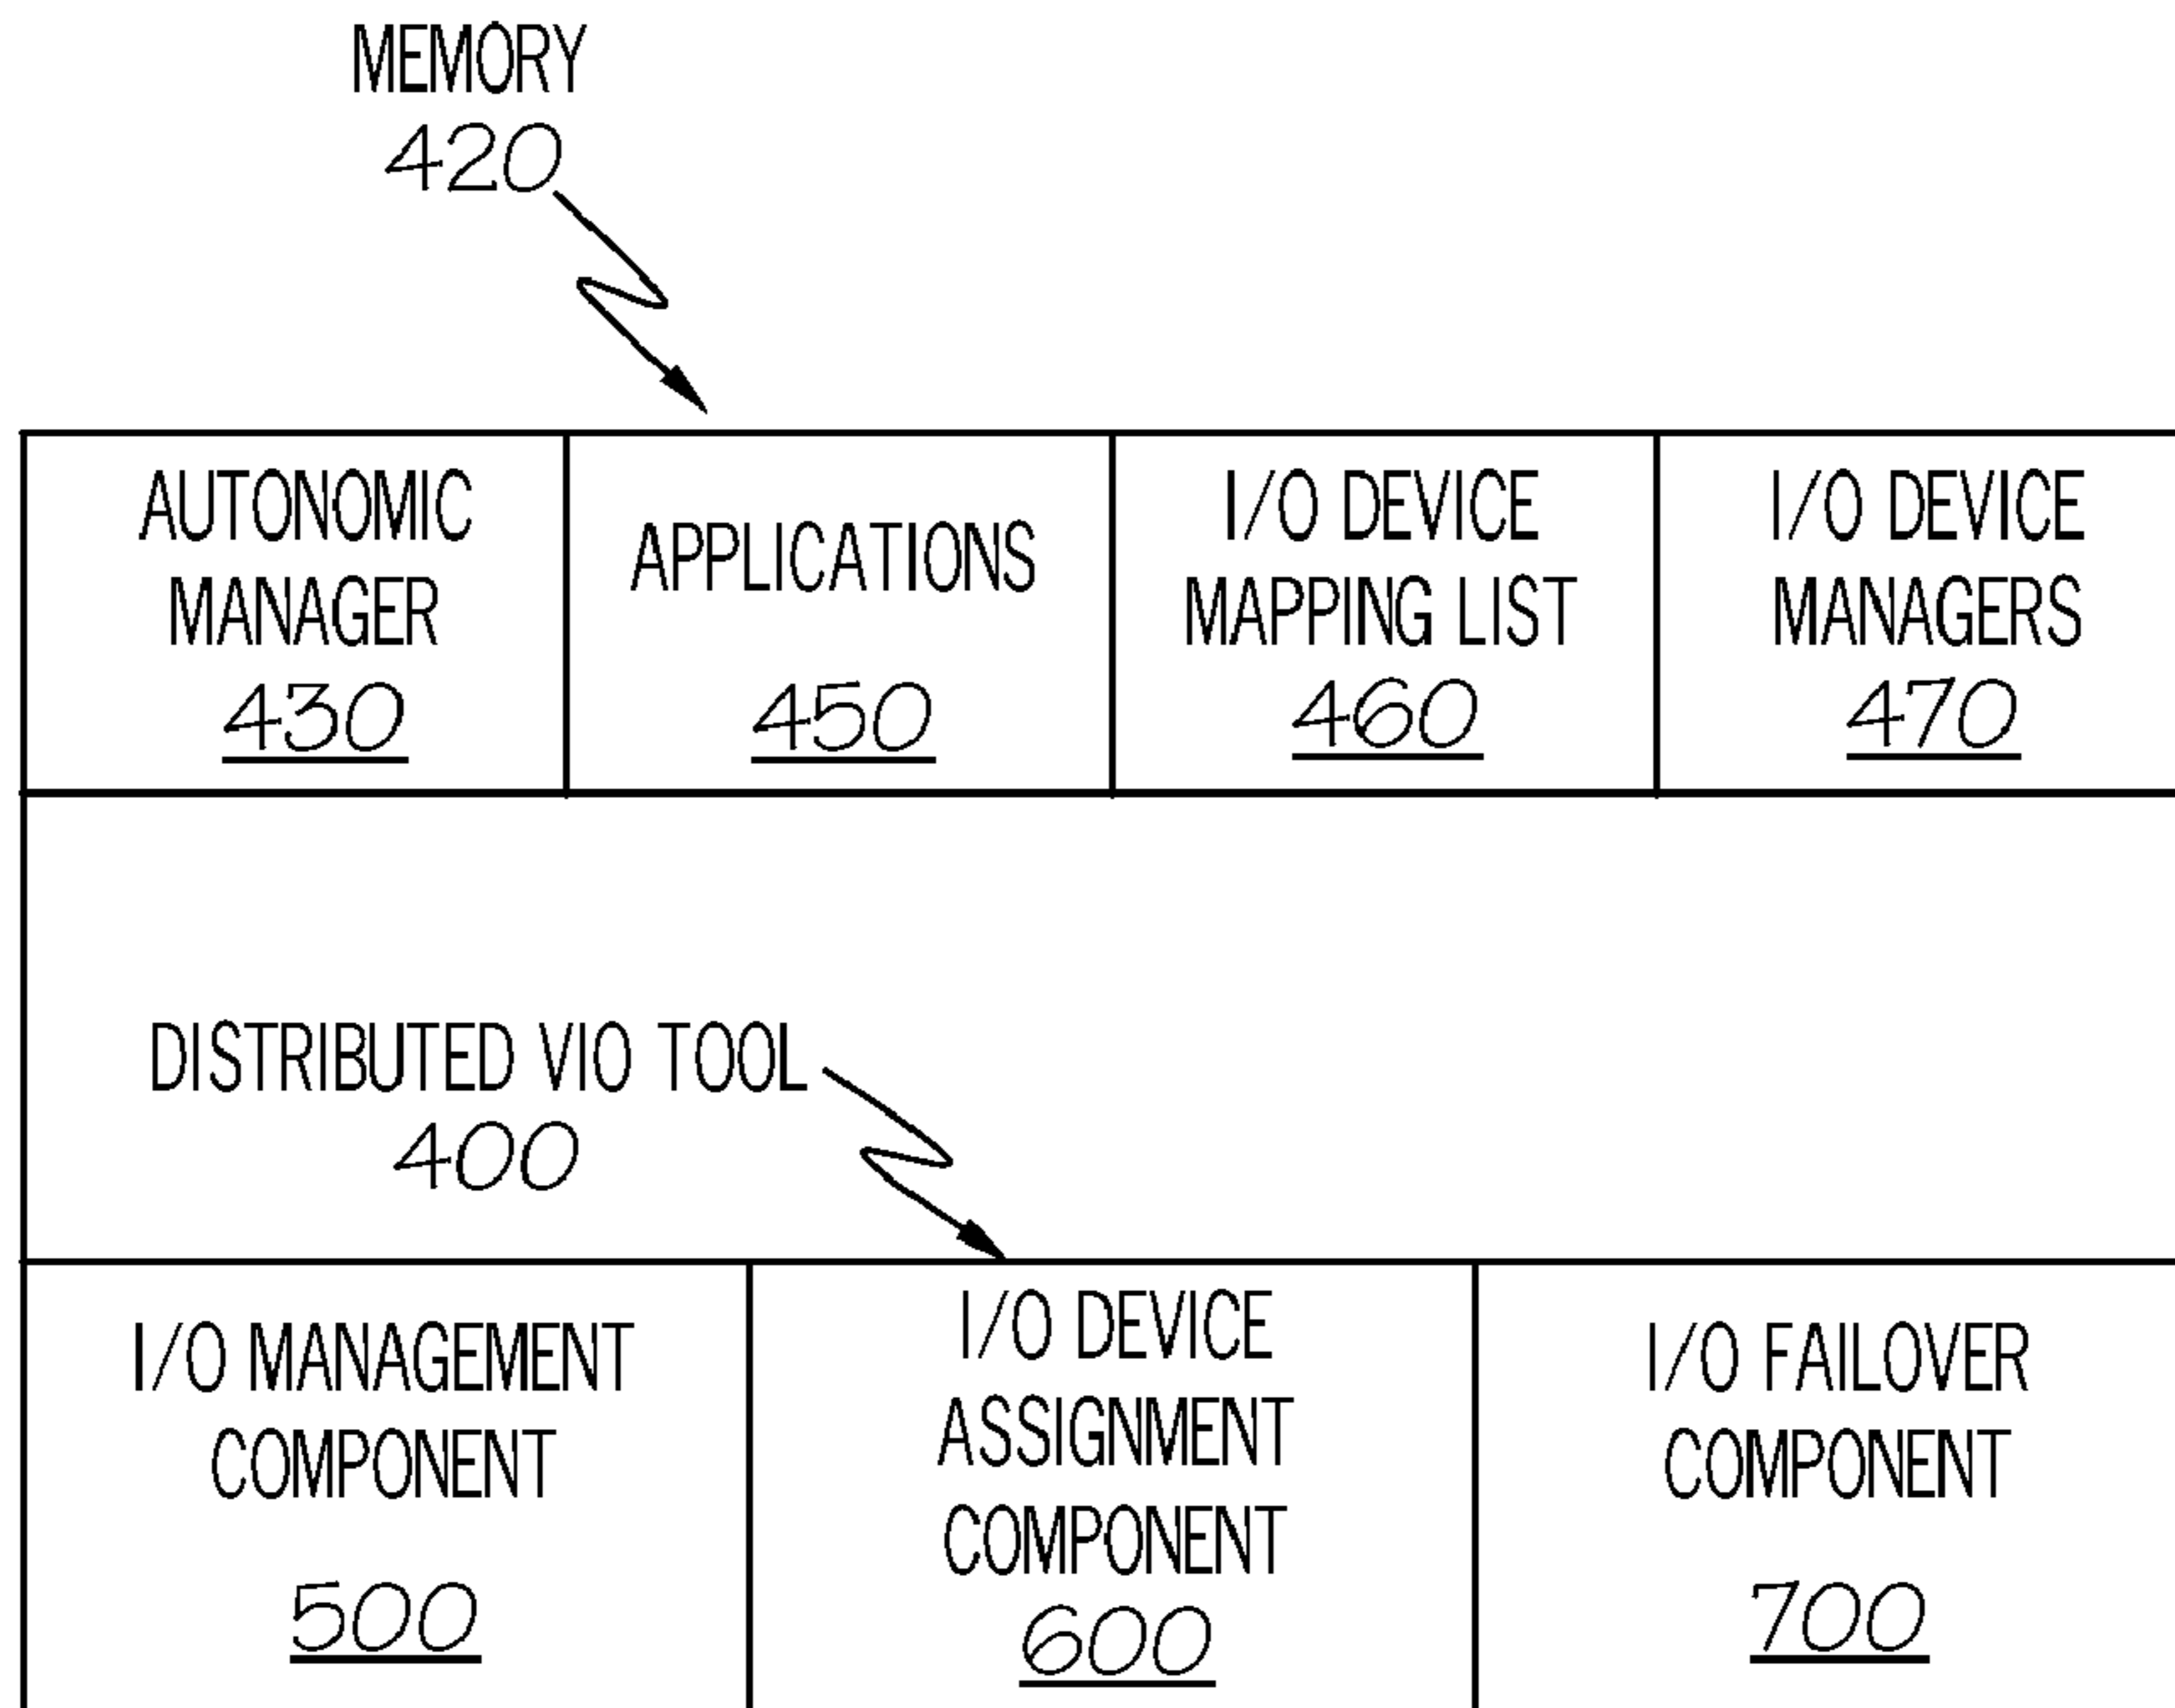 MEMORY
420
AUTONOMIC
MANAGER
430
APPLICATIONS
450
I/O DEVICE
MAPPING LIST
460
I/O DEVICE
MANAGERS
470
DISTRIBUTED VIO TOOL
400
I/O MANAGEMENT
COMPONENT
500
I/O DEVICE
ASSIGNMENT
COMPONENT
600
I/O FAILOVER
COMPONENT
700